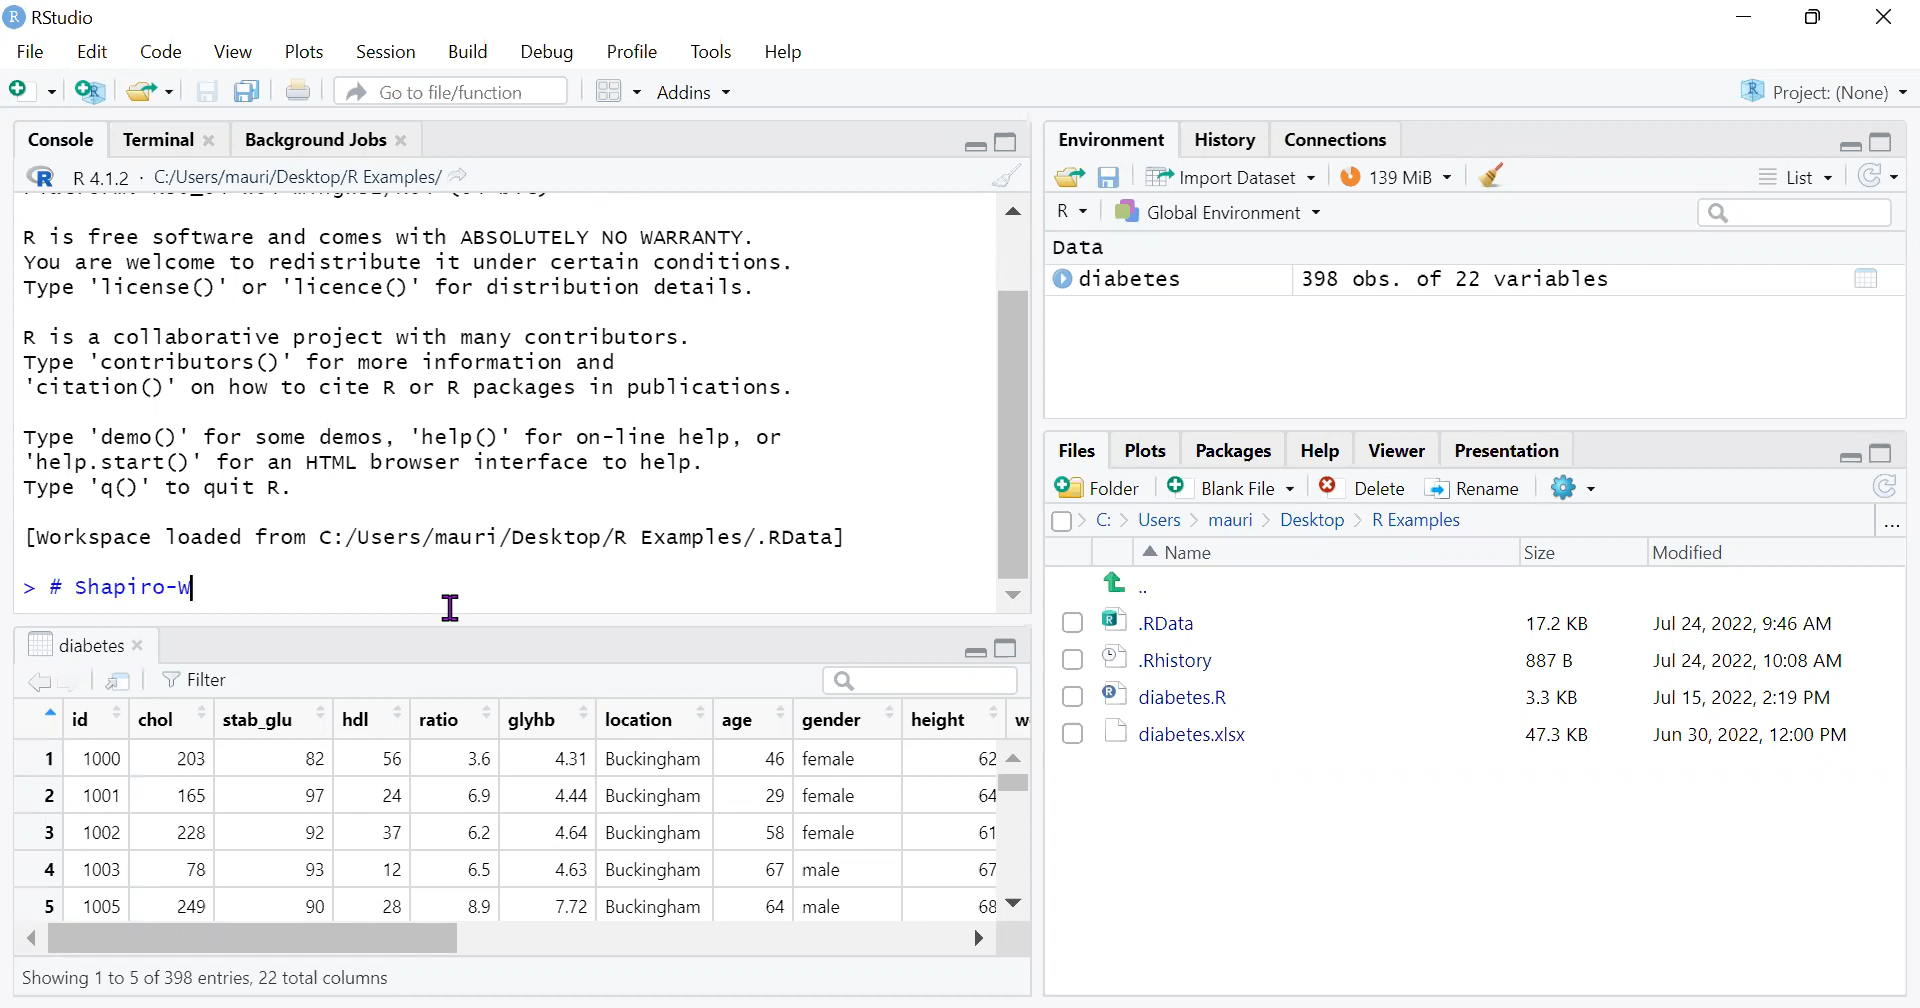 RStudio
File Edit Code View Plots Session Build Debug Profile Tools Help
Go to file/function Addins Project: (None)
Console Terminal Background Jobs
R 4.1.2 · C:/Users/mauri/Desktop/R Examples/
R is free software and comes with ABSOLUTELY NO WARRANTY.
You are welcome to redistribute it under certain conditions.
Type 'license()' or 'licence()' for distribution details.
R is a collaborative project with many contributors.
Type 'contributors()' for more information and
'citation()' on how to cite R or R packages in publications.
Type 'demo()' for some demos, 'help()' for on-line help, or
'help.start()' for an HTML browser interface to help.
Type 'q()' to quit R.
[Workspace loaded from C:/Users/mauri/Desktop/R Examples/.RData]
> # Shapiro-W
diabetes
Filter
id chol stab_glu hdl ratio glyhb location age gender height w
1 1000 203 82 56 3.6 4.31 Buckingham 46 female 62
2 1001 165 97 24 6.9 4.44 Buckingham 29 female 64
3 1002 228 92 37 6.2 4.64 Buckingham 58 female 61
4 1003 78 93 12 6.5 4.63 Buckingham 67 male 67
5 1005 249 90 28 8.9 7.72 Buckingham 64 male 68
Showing 1 to 5 of 398 entries, 22 total columns
Environment History Connections
Import Dataset 139 MiB List
R Global Environment
Data
diabetes 398 obs. of 22 variables
Files Plots Packages Help Viewer Presentation
Folder Blank File Delete Rename
C: > Users > mauri > Desktop > R Examples ...
Name Size Modified
..
.RData 17.2 KB Jul 24, 2022, 9:46 AM
.Rhistory 887 B Jul 24, 2022, 10:08 AM
diabetes.R 3.3 KB Jul 15, 2022, 2:19 PM
diabetes.xlsx 47.3 KB Jun 30, 2022, 12:00 PM